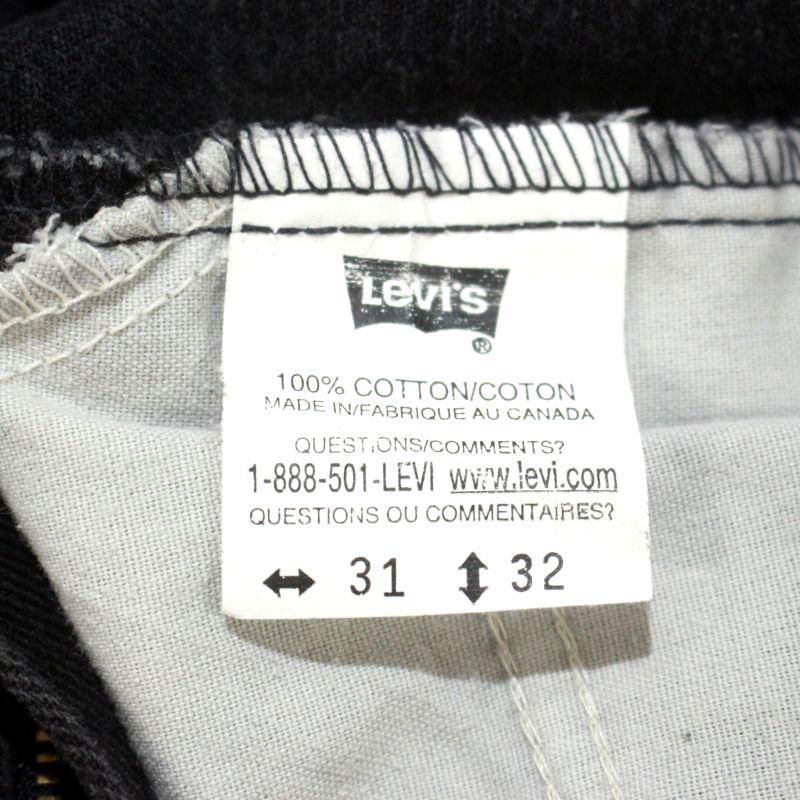 Levi's
®
100% COTTON/COTON
MADE IN/FABRIQUE AU CANADA
QUESTIONS/COMMENTS?
1-888-501-LEVI www.levi.com
QUESTIONS OU COMMENTAIRES?
↔ 31 ↕ 32